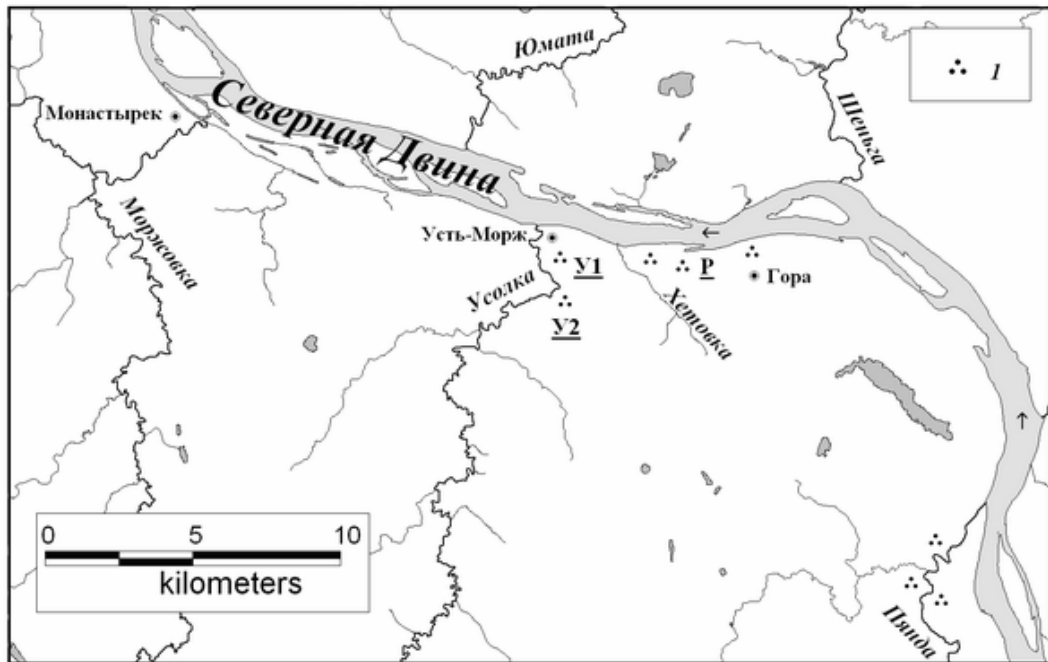 Юмата
1
Монастырек
Северная Двина
Шеньга
Моржовка
Усть-Морж
У1
Р
Гора
Усолка
Хетовка
У2
0 5 10
kilometers
Пянда